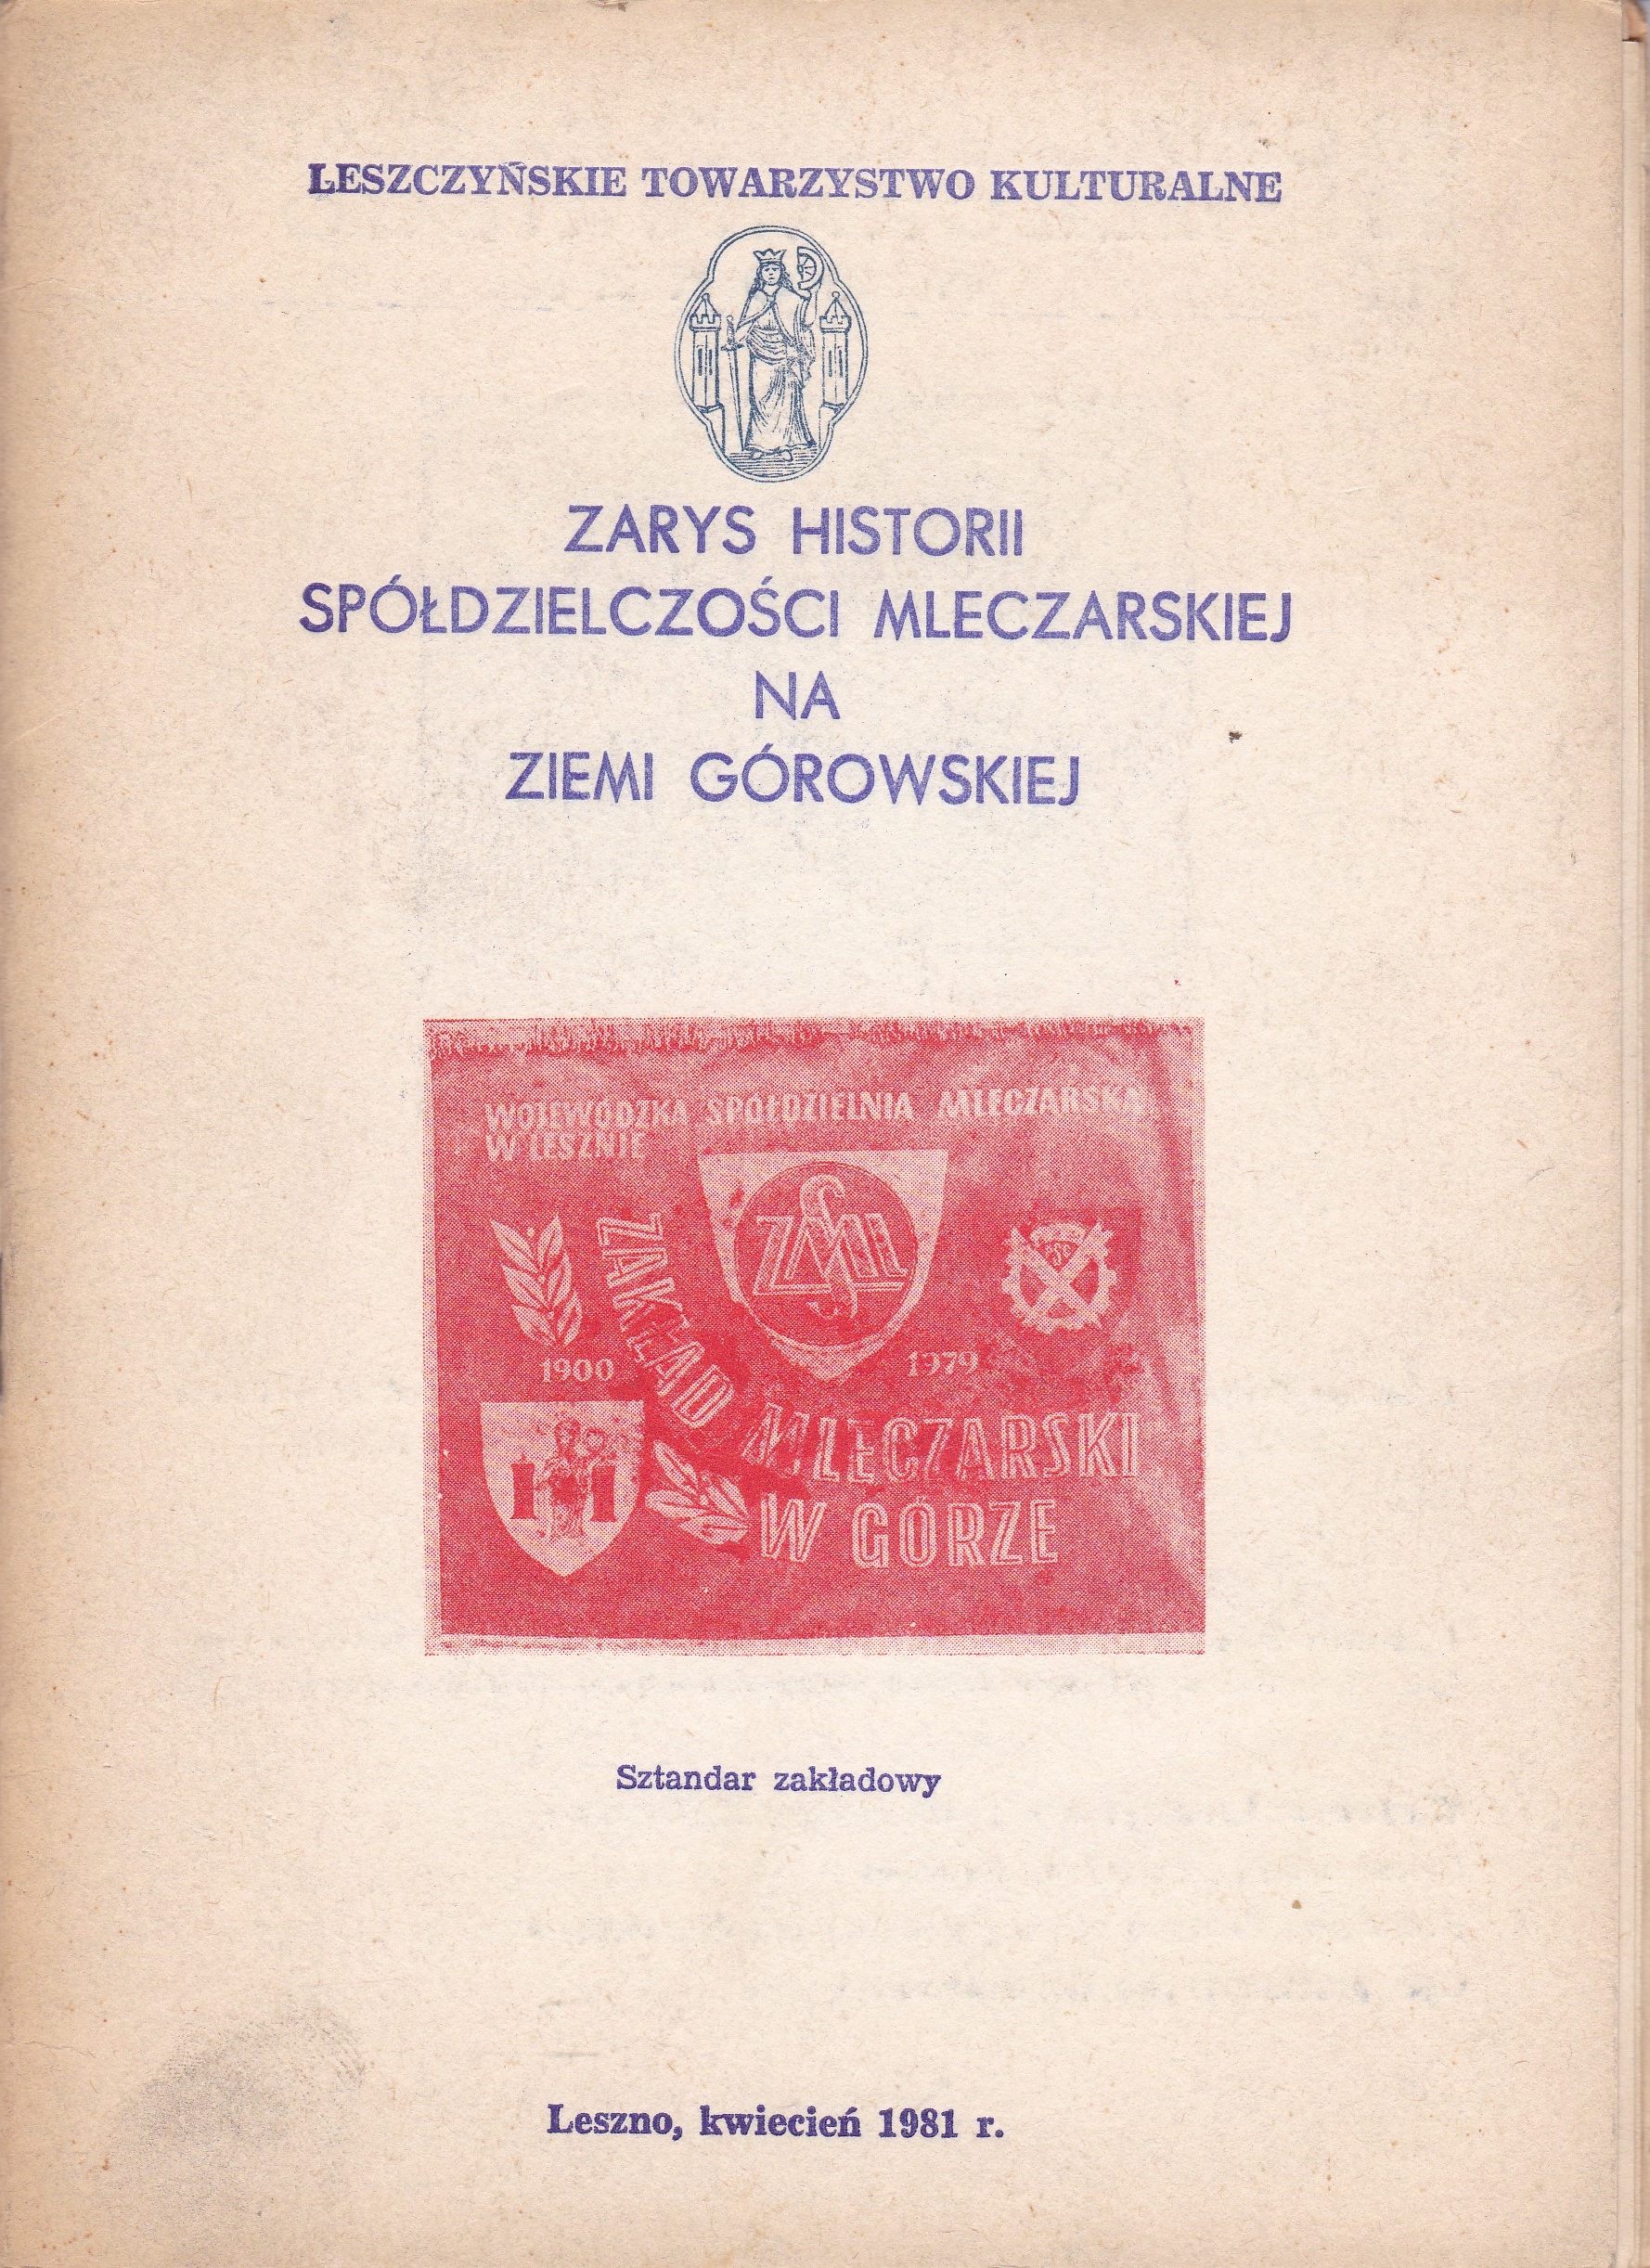 LESZCZYŃSKIE TOWARZYSTWO KULTURALNE
ZARYS HISTORII
SPÓŁDZIELCZOŚCI MLECZARSKIEJ
NA
ZIEMI GÓROWSKIEJ
WOJEWÓDZKA SPÓŁDZIELNIA MLECZARSKA
W LESZNIE
ZSML
1900
1979
ZAKŁAD
MLECZARSKI
W GÓRZE
Sztandar zakładowy
Leszno, kwiecień 1981 r.